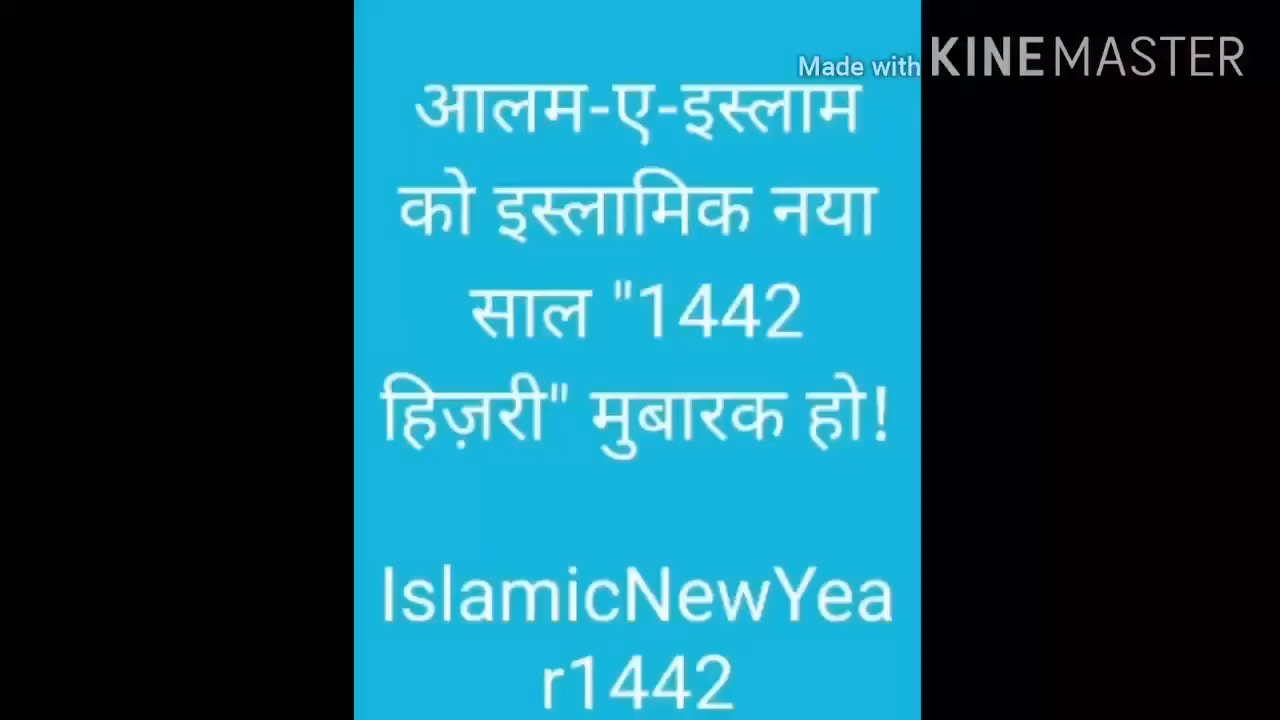 Made with KINEMASTER
आलम-ए-इस्लाम
को इस्लामिक नया
साल "1442
हिज़री" मुबारक हो!
IslamicNewYea
r1442